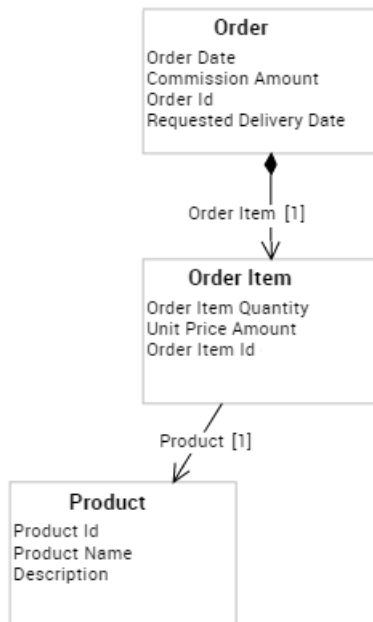 Order
Order Date
Commission Amount
Order Id
Requested Delivery Date
Order Item [1]
Order Item
Order Item Quantity
Unit Price Amount
Order Item Id
Product [1]
Product
Product Id
Product Name
Description